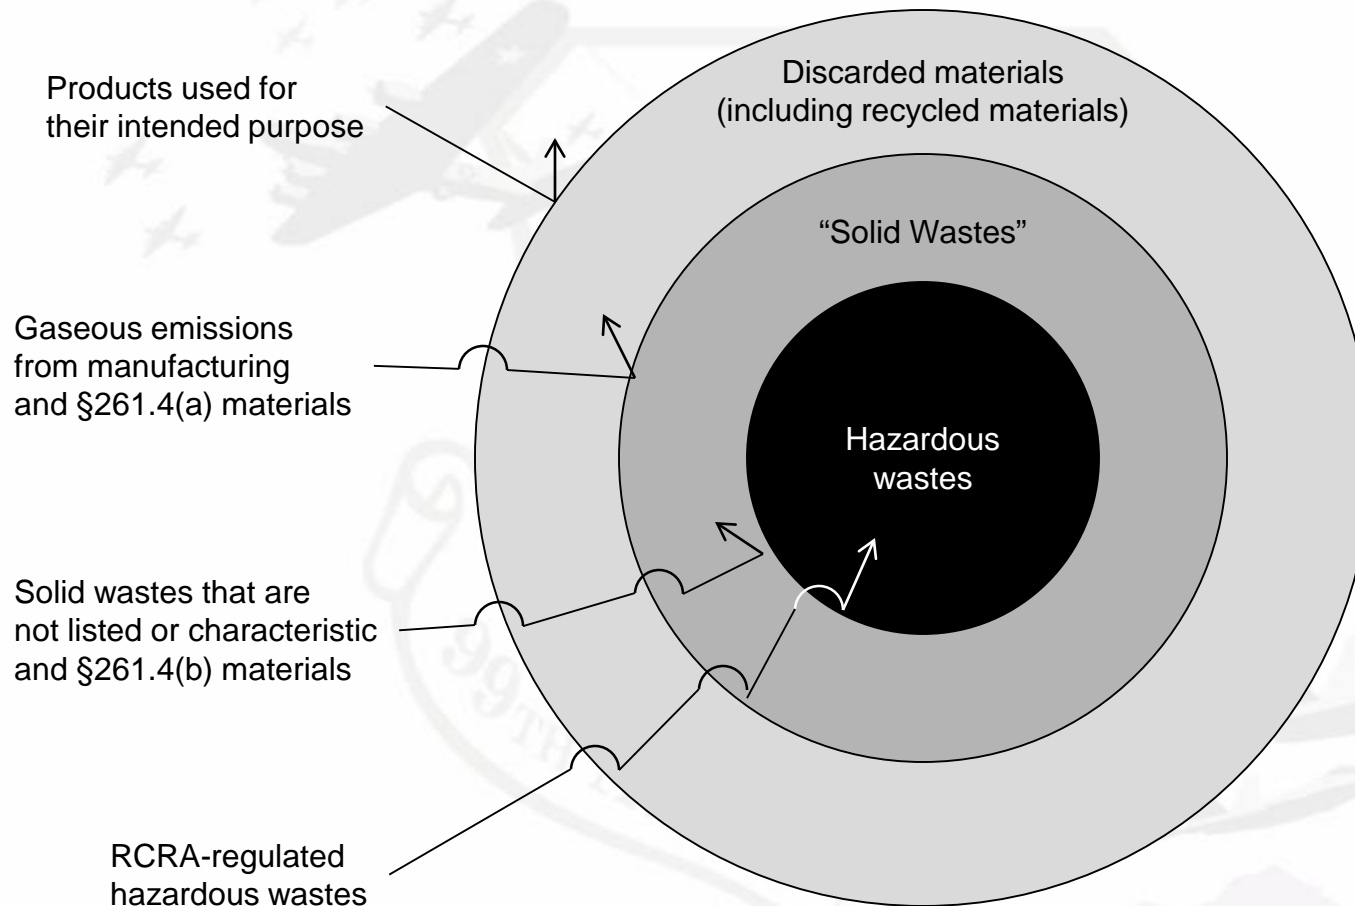 Products used for
their intended purpose
Discarded materials
(including recycled materials)
“Solid Wastes”
Gaseous emissions
from manufacturing
and §261.4(a) materials
Hazardous
wastes
Solid wastes that are
not listed or characteristic
and §261.4(b) materials
RCRA-regulated
hazardous wastes
99TH